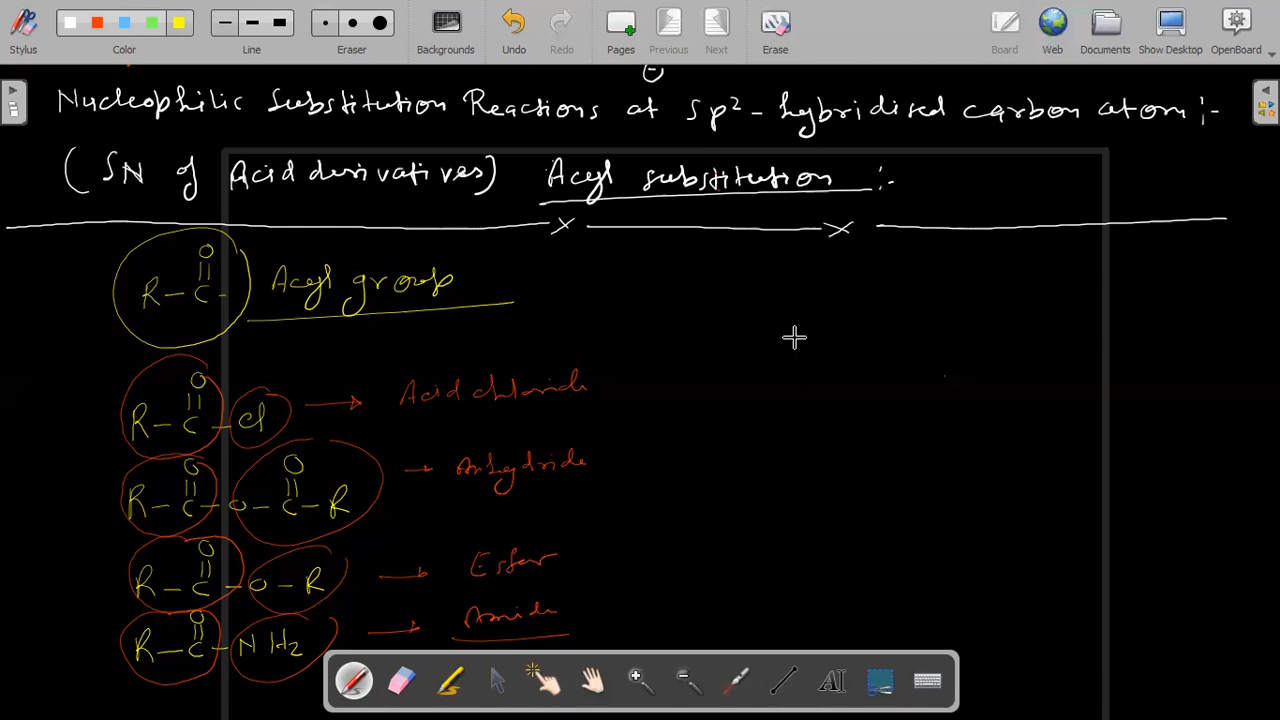 Stylus Color Line Eraser Backgrounds Undo Redo Pages Previous Next Erase Board Web Documents Show Desktop OpenBoard
Nucleophilic Substitution Reactions at sp²-hybridised carbon atom:-
(SN of Acid derivatives) Acyl substitution :-
O
R-C- Acyl group
O
R-C-Cl → Acid chloride
O O
R-C-O-C-R → Anhydride
O
R-C-O-R → Ester
O
R-C-NH2 → Amide